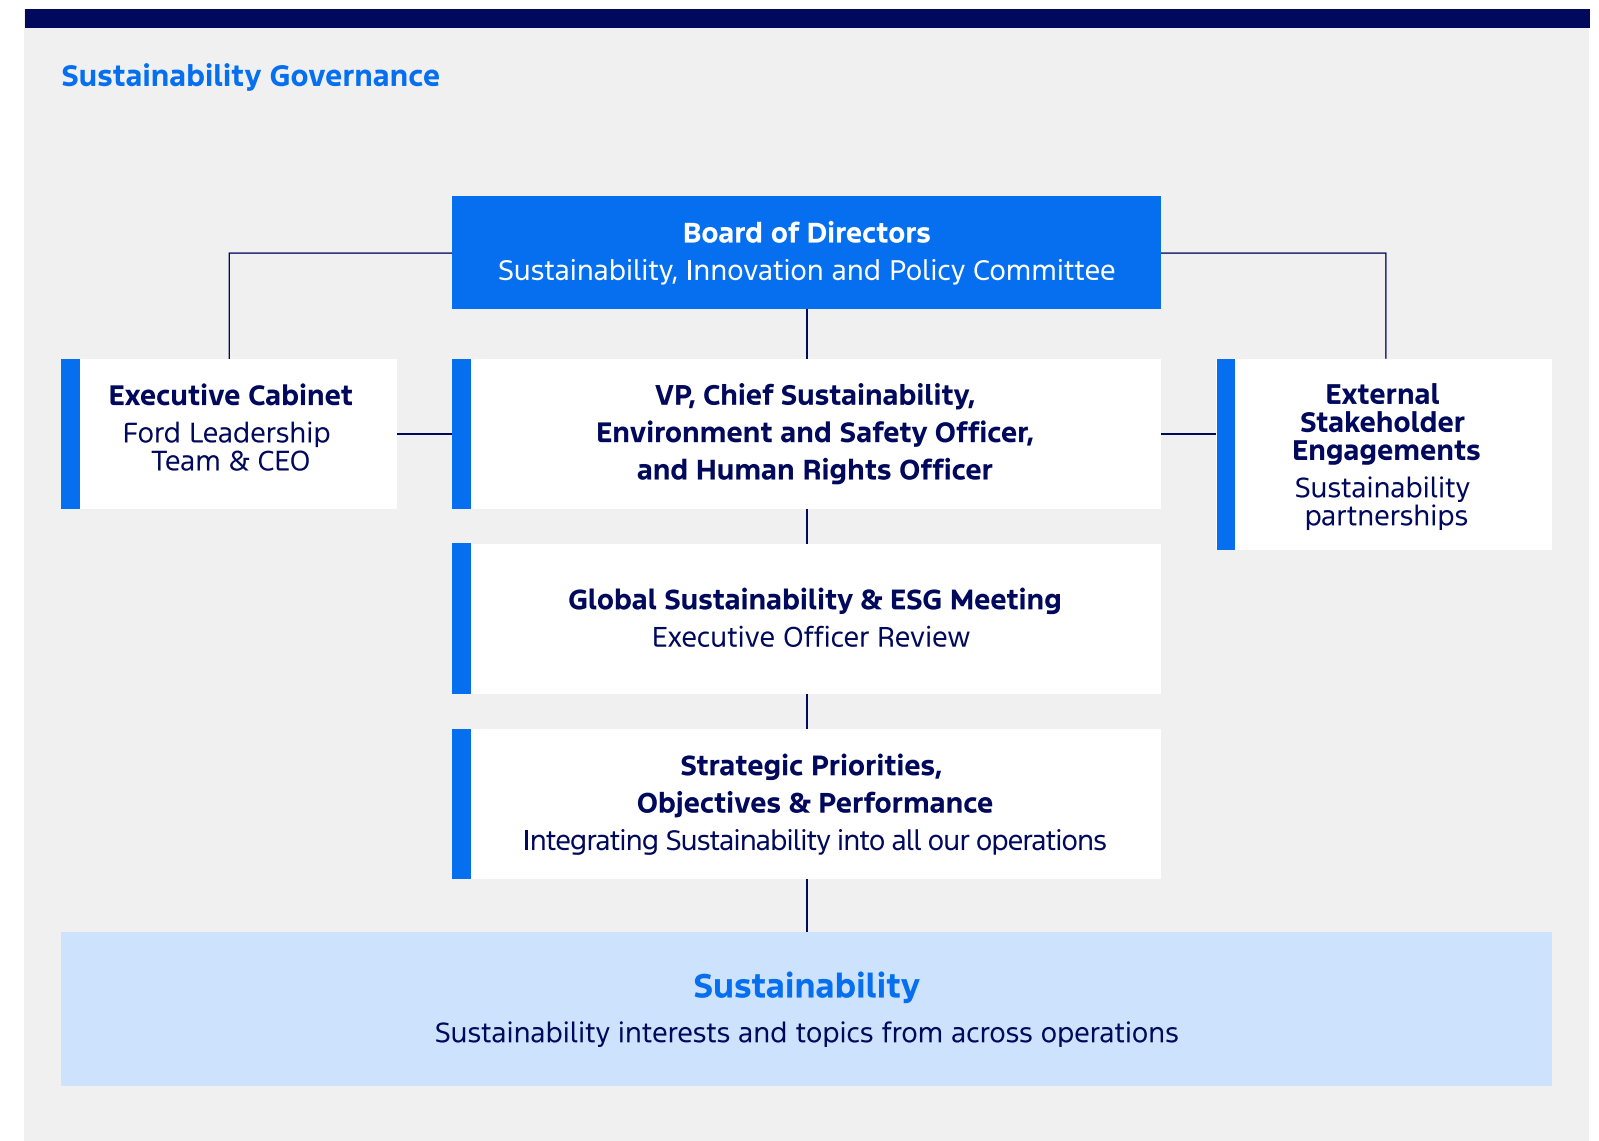 Sustainability Governance
Board of Directors
Sustainability, Innovation and Policy Committee
Executive Cabinet
Ford Leadership
Team & CEO
VP, Chief Sustainability,
Environment and Safety Officer,
and Human Rights Officer
External
Stakeholder
Engagements
Sustainability
partnerships
Global Sustainability & ESG Meeting
Executive Officer Review
Strategic Priorities,
Objectives & Performance
Integrating Sustainability into all our operations
Sustainability
Sustainability interests and topics from across operations